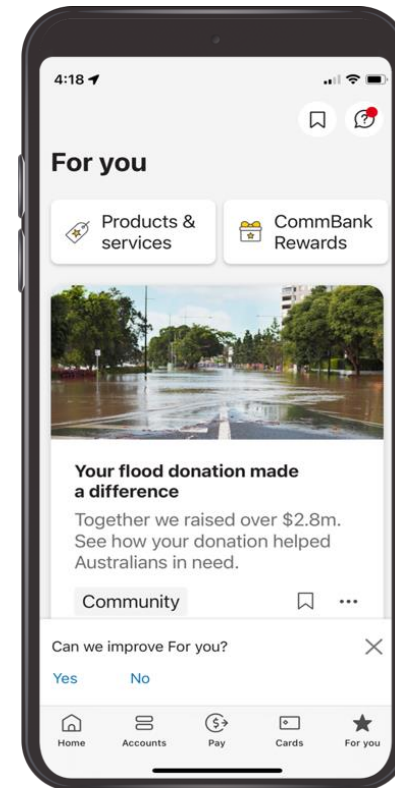 4:18
For you
Products &
services
CommBank
Rewards
Your flood donation made
a difference
Together we raised over $2.8m.
See how your donation helped
Australians in need.
Community
Can we improve For you?
Yes No
Home Accounts Pay Cards For you